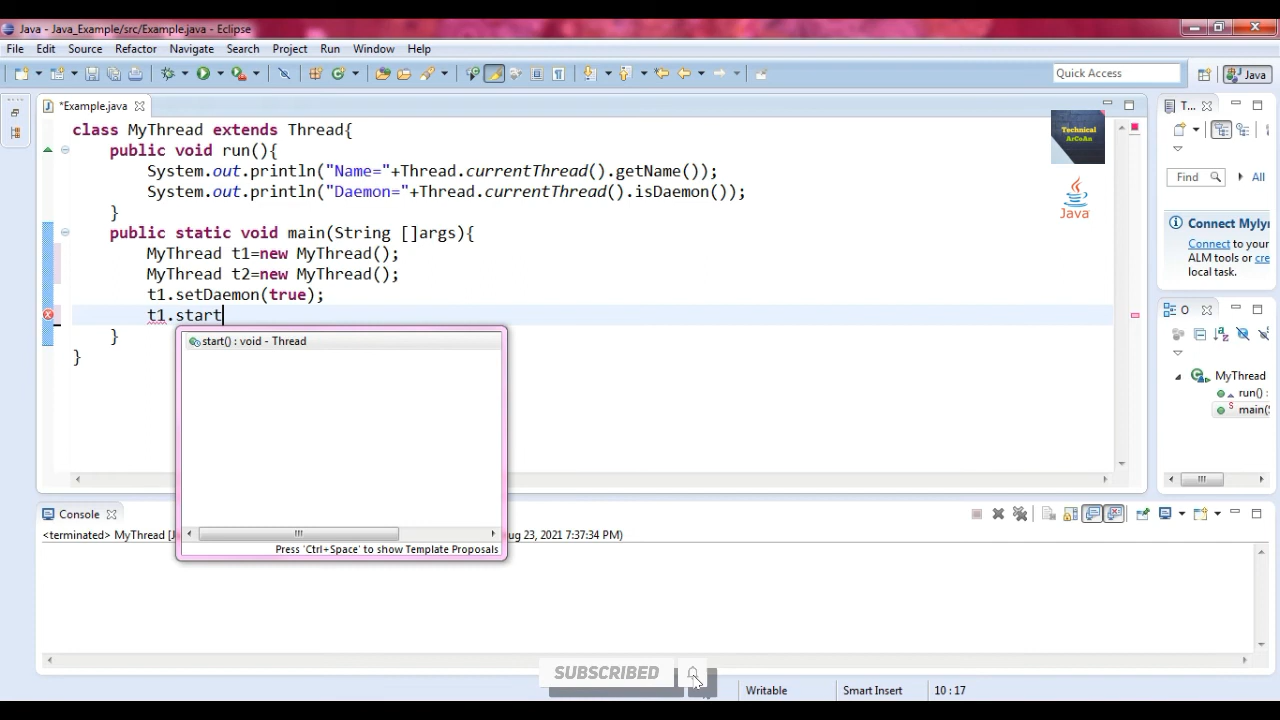 Java - Java_Example/src/Example.java - Eclipse
File Edit Source Refactor Navigate Search Project Run Window Help
Quick Access
Java
*Example.java
T...
class MyThread extends Thread{
public void run(){
System.out.println("Name="+Thread.currentThread().getName());
System.out.println("Daemon="+Thread.currentThread().isDaemon());
}
public static void main(String []args){
MyThread t1=new MyThread();
MyThread t2=new MyThread();
t1.setDaemon(true);
t1.start
}
}
Technical
ArCoAn
Java
Find
All
Connect Myly
Connect to your
ALM tools or cre
local task.
O
MyThread
run() :
main(S
start() : void - Thread
Press 'Ctrl+Space' to show Template Proposals
Console
<terminated> MyThread [J
ug 23, 2021 7:37:34 PM)
SUBSCRIBED
Writable
Smart Insert
10 : 17